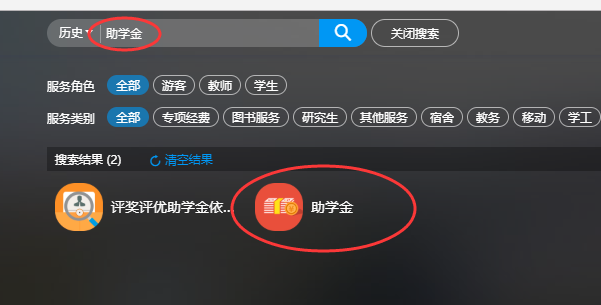 历史 助学金 关闭搜索
服务角色 全部 游客 教师 学生
服务类别 全部 专项经费 图书服务 研究生 其他服务 宿舍 教务 移动 学工
搜索结果 (2) 清空结果
评奖评优助学金依... 助学金